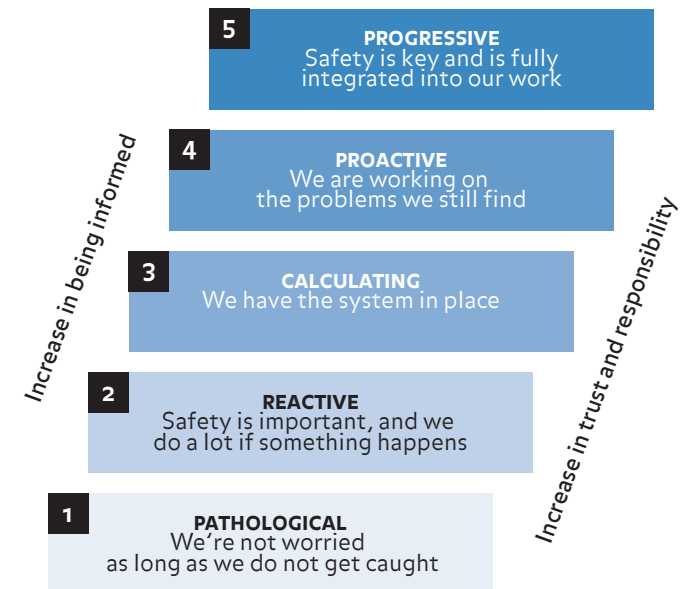 5
PROGRESSIVE
Safety is key and is fully
integrated into our work
4
PROACTIVE
We are working on
the problems we still find
3
CALCULATING
We have the system in place
2
REACTIVE
Safety is important, and we
do a lot if something happens
1
PATHOLOGICAL
We’re not worried
as long as we do not get caught
Increase in being informed
Increase in trust and responsibility